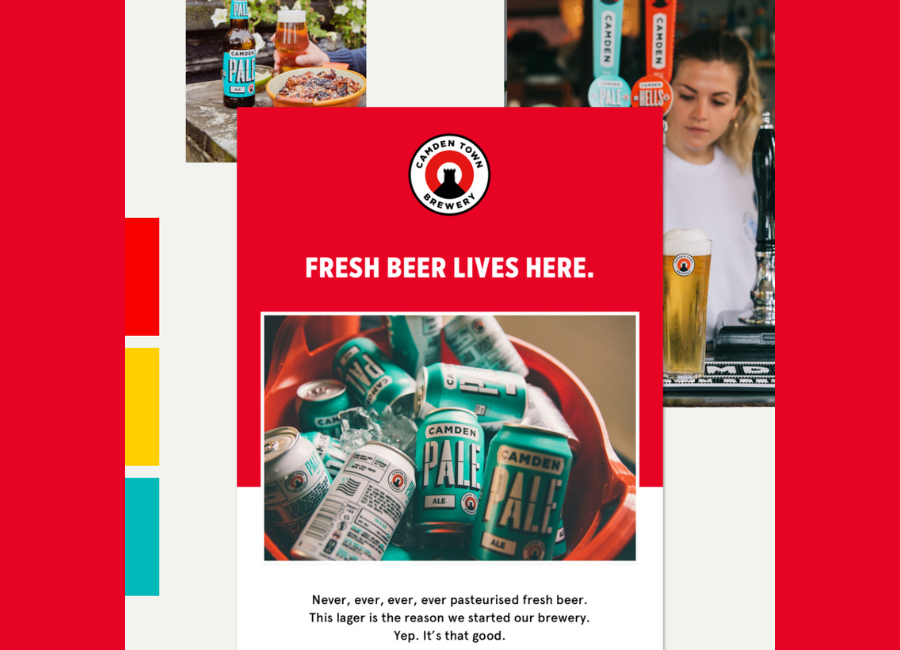 PALE
CAMDEN
PALE
ALE
CAMDEN
CAMDEN
PALE
HELLS
CAMDEN TOWN
BREWERY
FRESH BEER LIVES HERE.
CAMDEN
PALE
ALE
CAMDEN
PALE
ALE
Never, ever, ever, ever pasteurised fresh beer.
This lager is the reason we started our brewery.
Yep. It's that good.